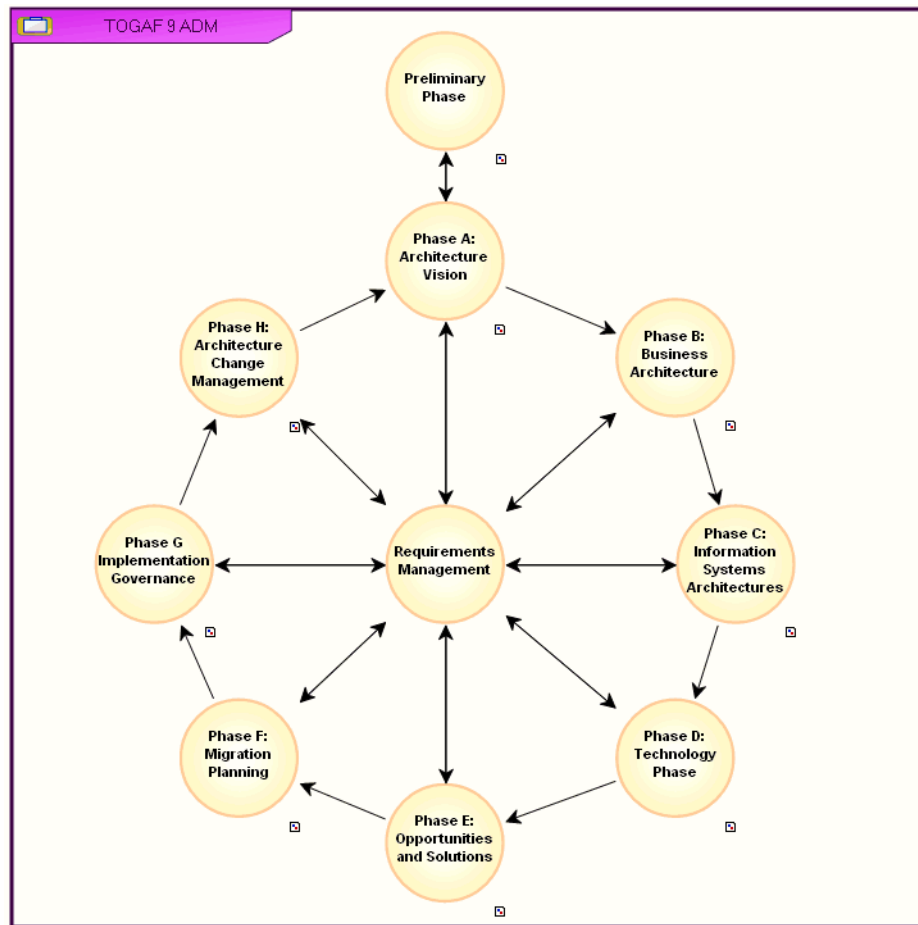 TOGAF 9 ADM
Preliminary
Phase
Phase A:
Architecture
Vision
Phase H:
Architecture
Change
Management
Phase B:
Business
Architecture
Phase G
Implementation
Governance
Requirements
Management
Phase C:
Information
Systems
Architectures
Phase F:
Migration
Planning
Phase D:
Technology
Phase
Phase E:
Opportunities
and Solutions